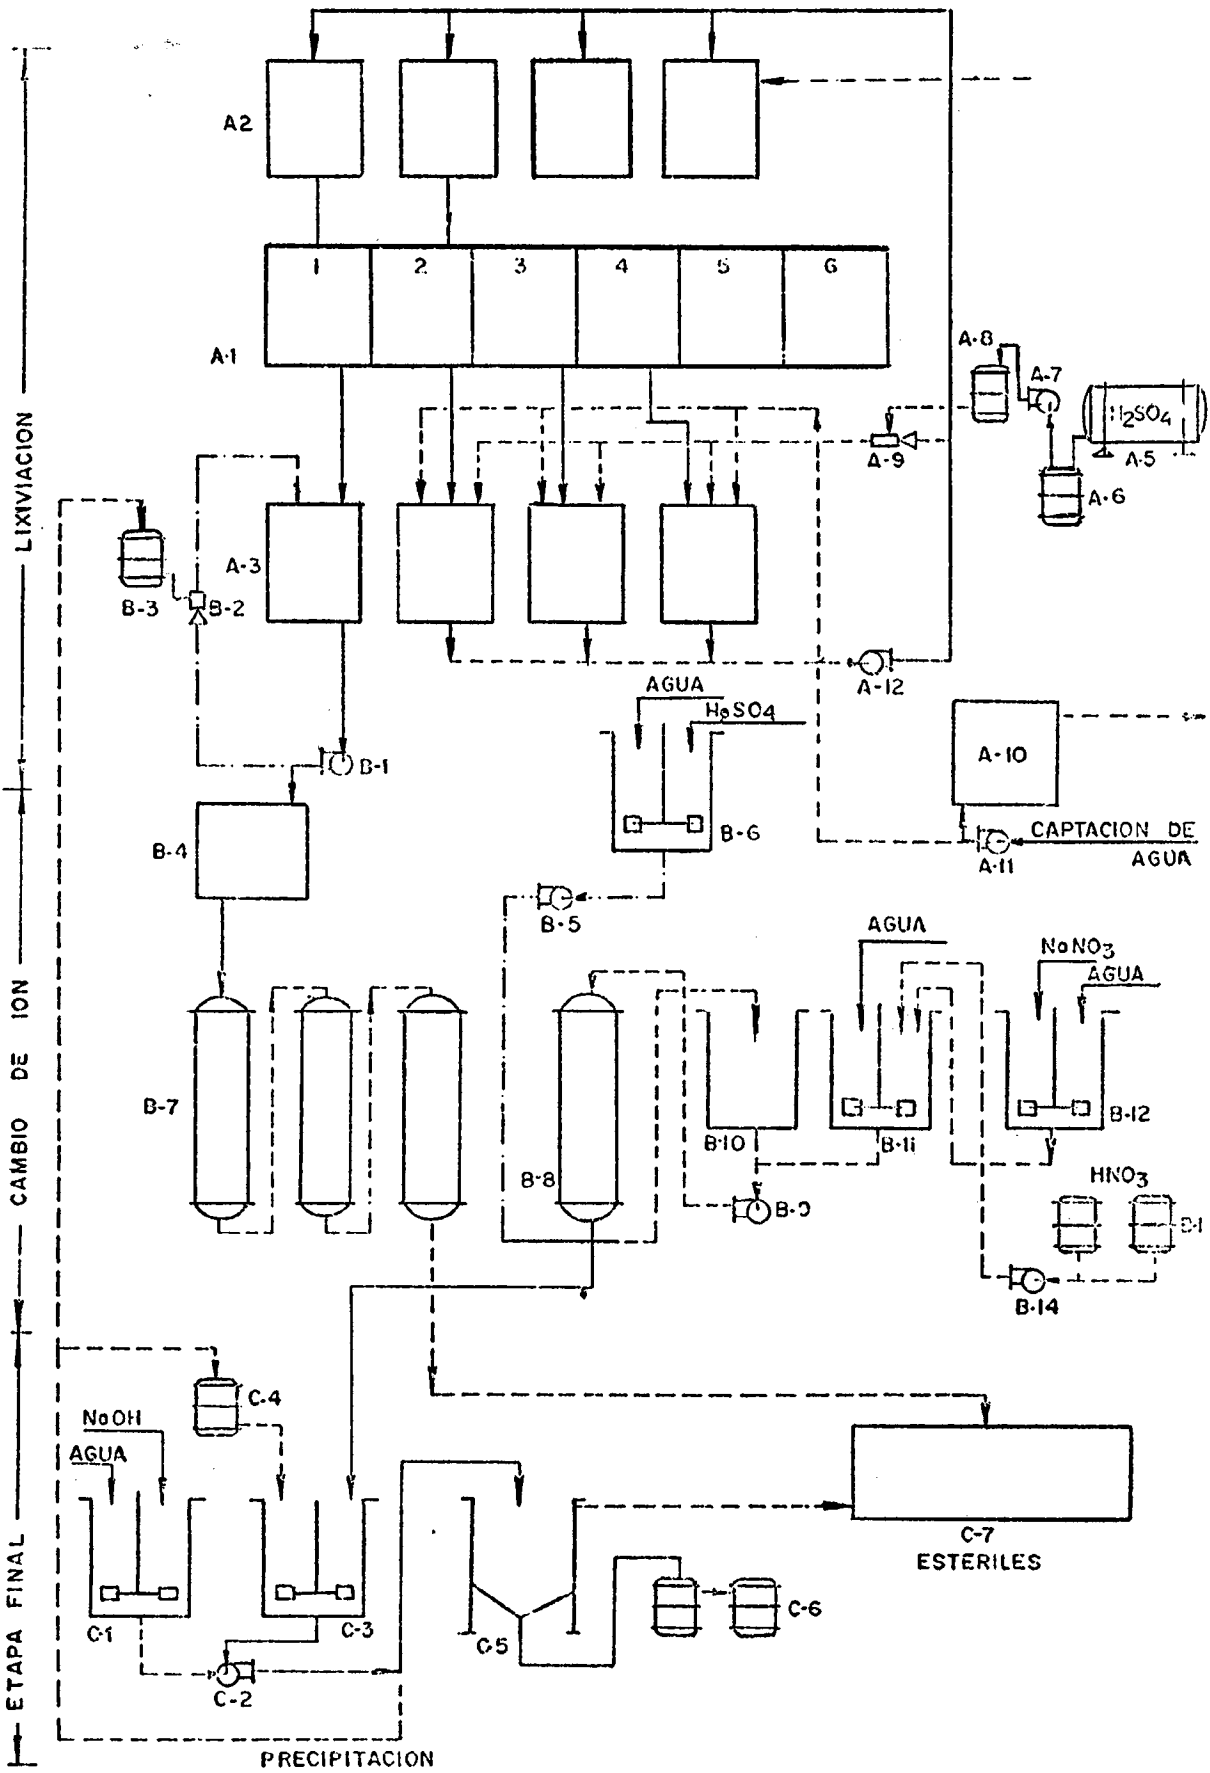 A2
1 2 3 4 5 6
A·1
A·8
A·7
H2SO4
A·5
A·6
A·9
LIXIVIACION
A·3
B·3
B·2
A·12
AGUA
H2SO4
B·1
A·10
B·4
B·6
CAPTACION DE
AGUA
A·11
B·5
AGUA
NaNO3
AGUA
CAMBIO DE ION
B·7
B·8
B·10
B·11
B·12
HNO3
B·9
B·1
B·14
C·4
NaOH
AGUA
C·7
ESTERILES
ETAPA FINAL
C·1
C·3
C·5
C·6
C·2
PRECIPITACION